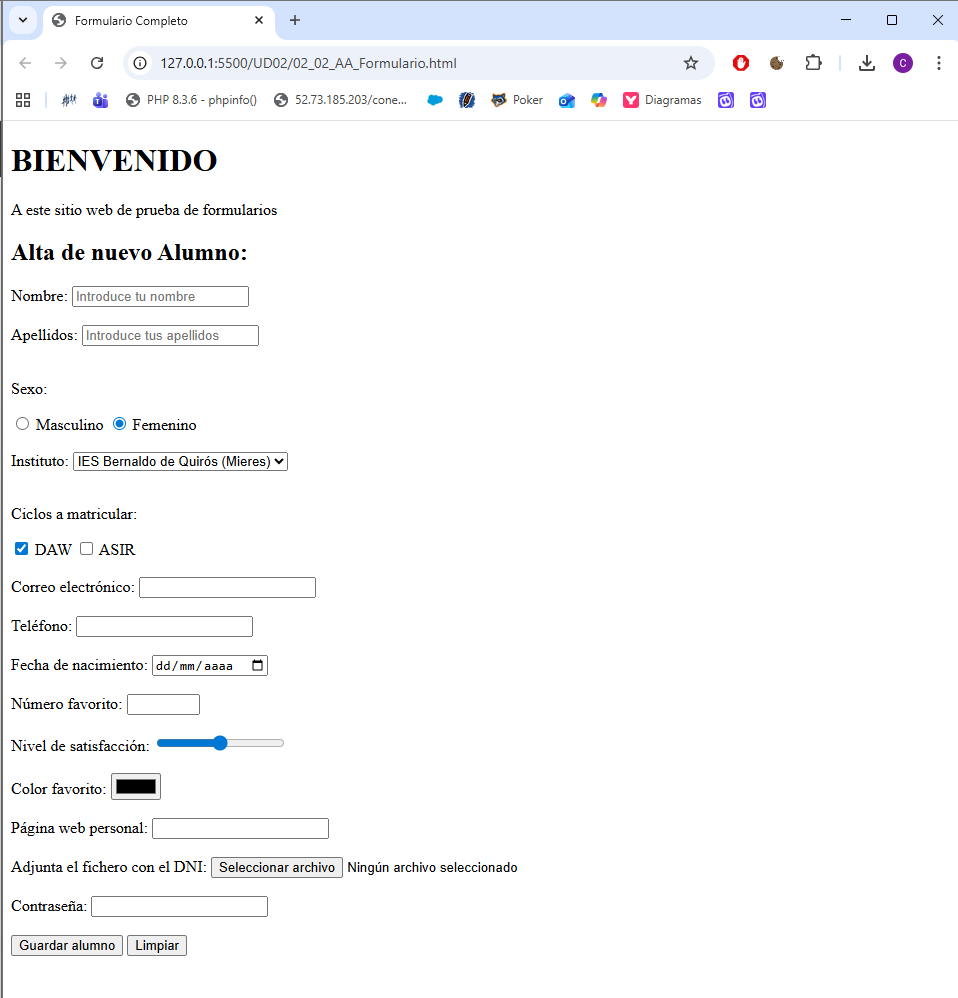 Formulario Completo
127.0.0.1:5500/UD02/02_02_AA_Formulario.html
C
PHP 8.3.6 - phpinfo()
52.73.185.203/cone...
Poker
Diagramas
BIENVENIDO
A este sitio web de prueba de formularios
Alta de nuevo Alumno:
Nombre: Introduce tu nombre
Apellidos: Introduce tus apellidos
Sexo:
Masculino Femenino
Instituto: IES Bernaldo de Quirós (Mieres)
Ciclos a matricular:
DAW ASIR
Correo electrónico:
Teléfono:
Fecha de nacimiento: dd/mm/aaaa
Número favorito:
Nivel de satisfacción:
Color favorito:
Página web personal:
Adjunta el fichero con el DNI: Seleccionar archivo Ningún archivo seleccionado
Contraseña:
Guardar alumno Limpiar